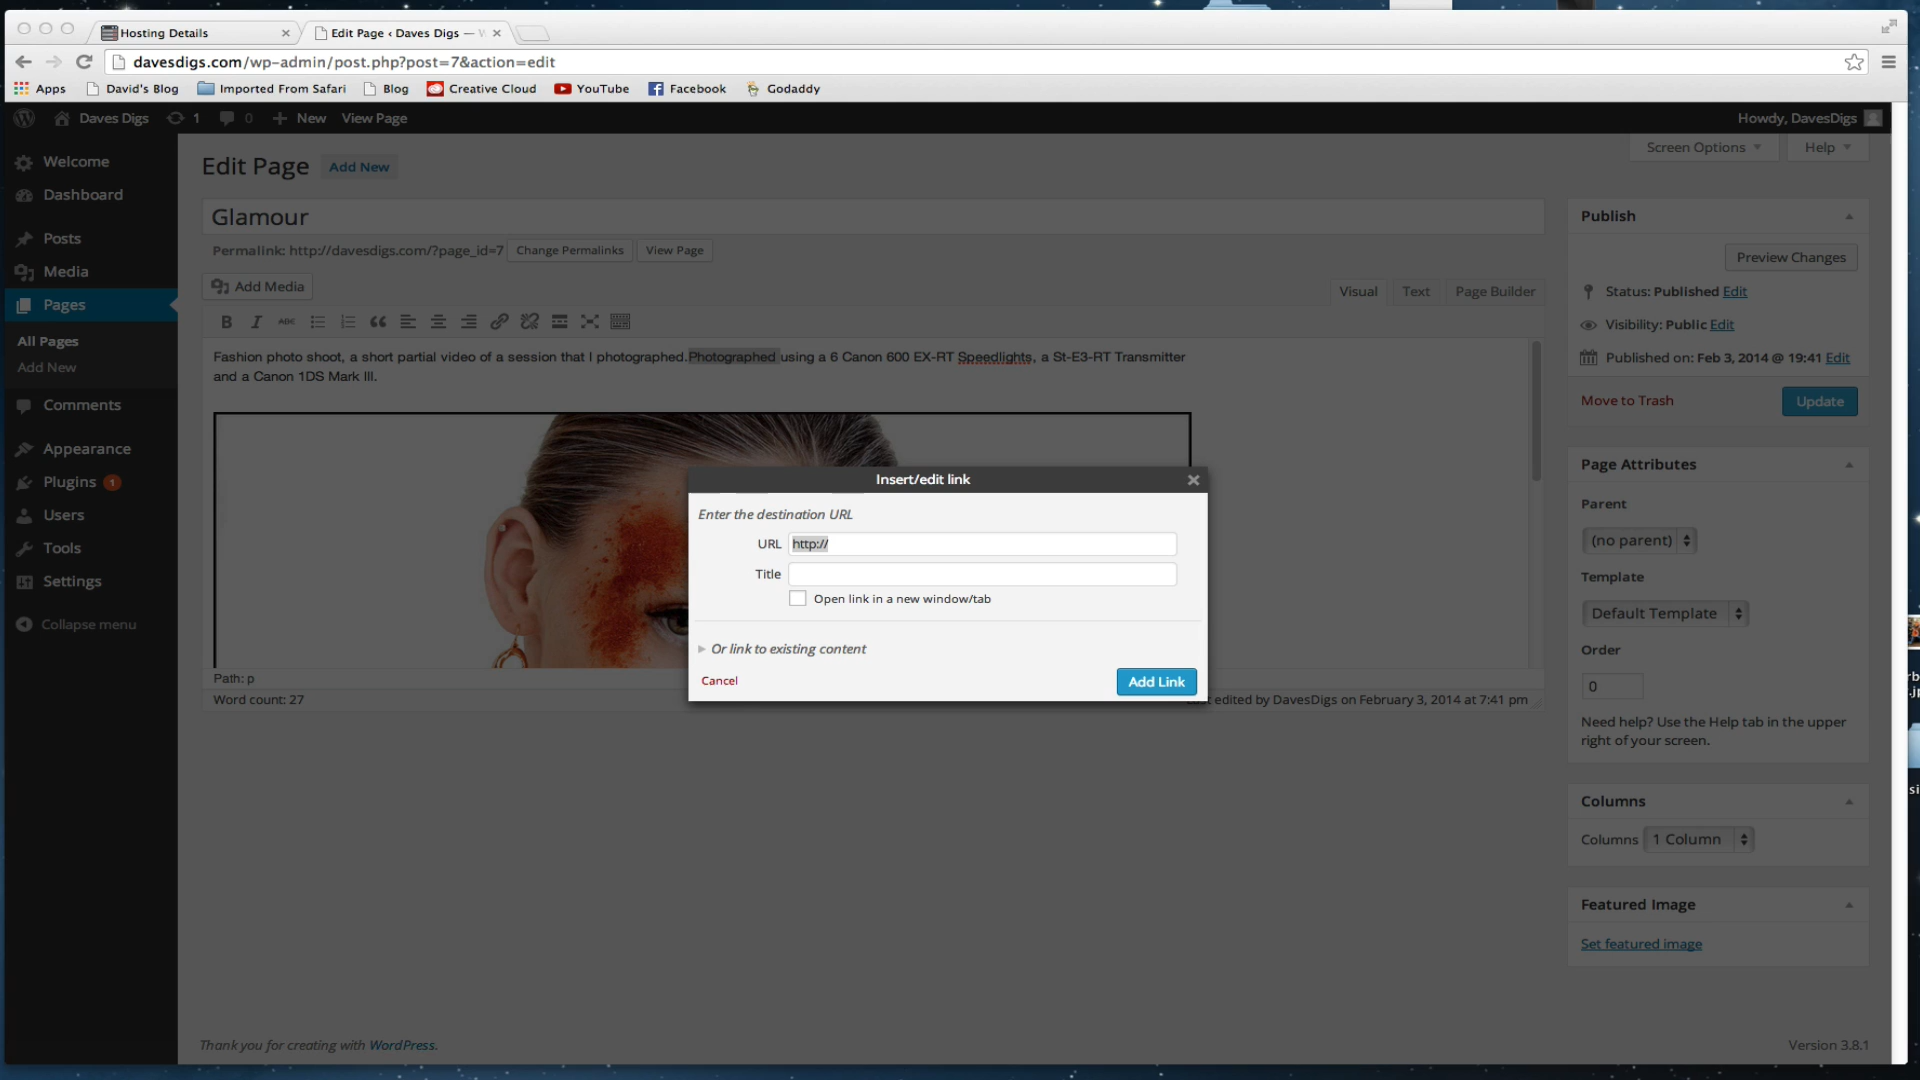 Hosting Details
Edit Page ‹ Daves Digs —
davesdigs.com/wp-admin/post.php?post=7&action=edit
Apps David's Blog Imported From Safari Blog Creative Cloud YouTube Facebook Godaddy
Daves Digs 1 0 New View Page Howdy, DavesDigs
Welcome
Dashboard
Posts
Media
Pages
All Pages
Add New
Comments
Appearance
Plugins 1
Users
Tools
Settings
Collapse menu
Screen Options Help
Edit Page Add New
Glamour
Permalink: http://davesdigs.com/?page_id=7 Change Permalinks View Page
Add Media
Visual Text Page Builder
B I ABC
Fashion photo shoot, a short partial video of a session that I photographed.Photographed using a 6 Canon 600 EX-RT Speedlights, a St-E3-RT Transmitter
and a Canon 1DS Mark III.
Insert/edit link
Enter the destination URL
URL http://
Title
Open link in a new window/tab
Or link to existing content
Cancel Add Link
Path: p
Word count: 27
edited by DavesDigs on February 3, 2014 at 7:41 pm
Publish
Preview Changes
Status: Published Edit
Visibility: Public Edit
Published on: Feb 3, 2014 @ 19:41 Edit
Move to Trash Update
Page Attributes
Parent
(no parent)
Template
Default Template
Order
0
Need help? Use the Help tab in the upper
right of your screen.
Columns
Columns 1 Column
Featured Image
Set featured image
Thank you for creating with WordPress.
Version 3.8.1